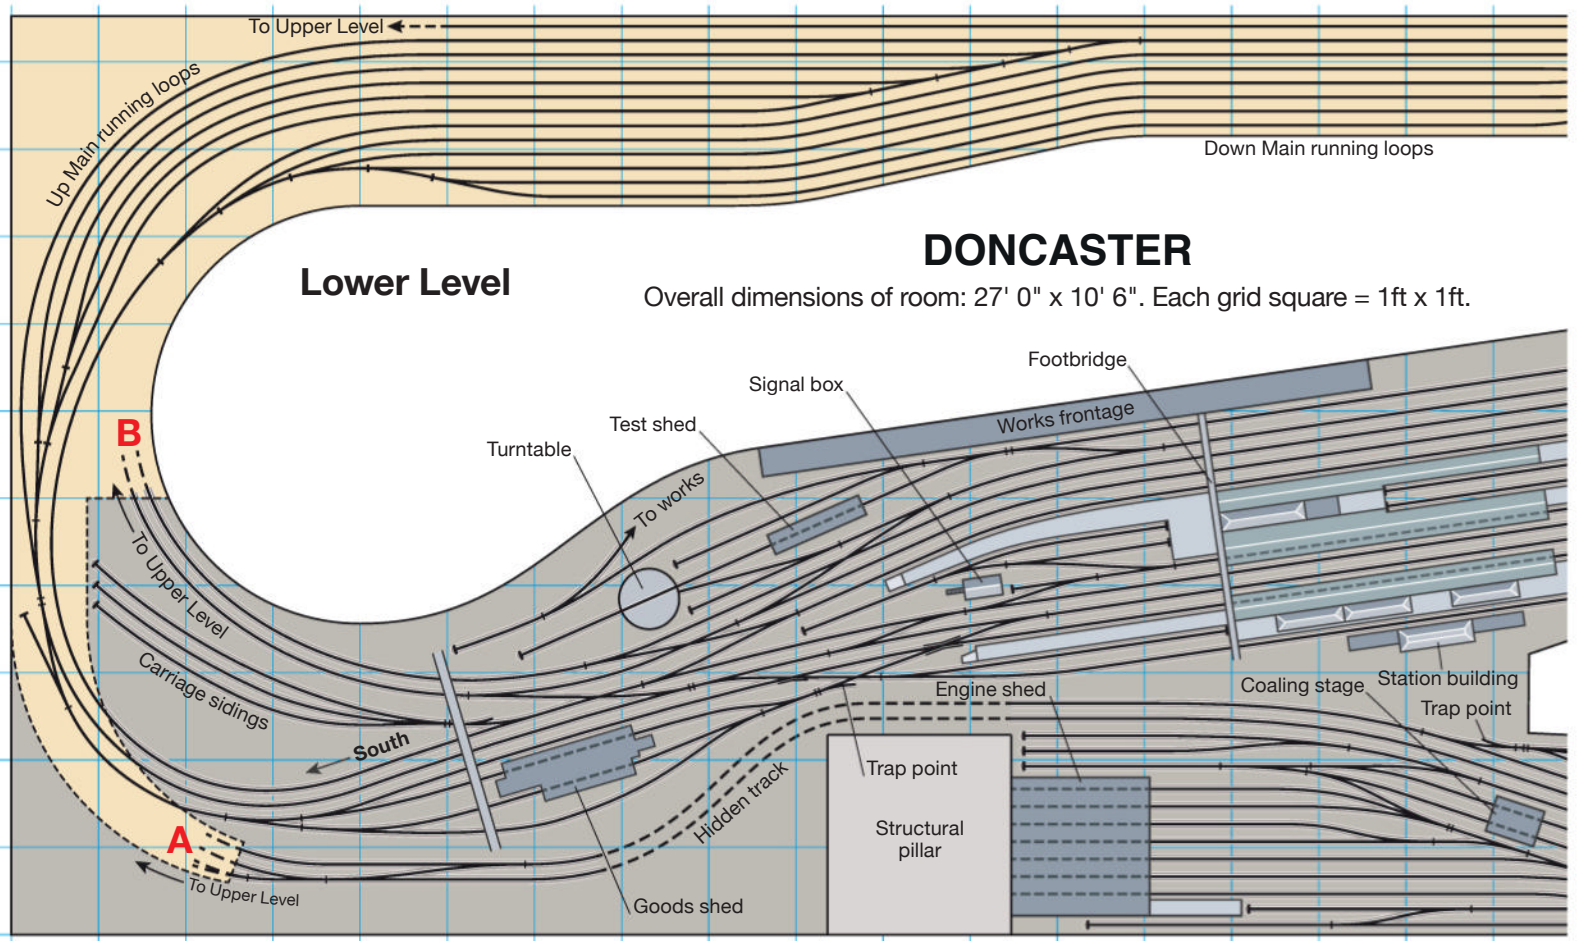 To Upper Level
Up Main running loops
Down Main running loops
DONCASTER
Lower Level
Overall dimensions of room: 27' 0" x 10' 6". Each grid square = 1ft x 1ft.
Footbridge
Signal box
Works frontage
Test shed
B
Turntable
To works
To Upper Level
Carriage sidings
Station building
Engine shed
Coaling stage
Trap point
South
Trap point
Hidden track
Structural
pillar
A
To Upper Level
Goods shed